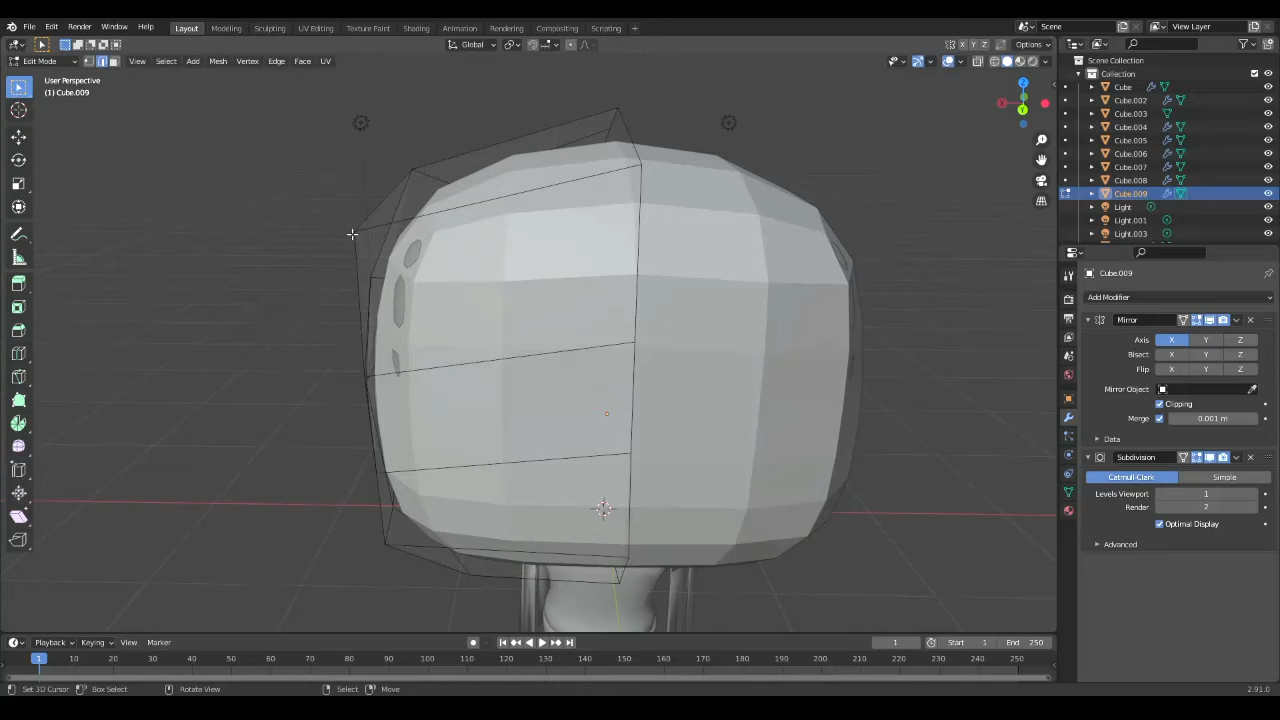 File Edit Render Window Help Layout Modeling Sculpting UV Editing Texture Paint Shading Animation Rendering Compositing Scripting + Scene View Layer
Global X Y Z Options
Edit Mode View Select Add Mesh Vertex Edge Face UV
User Perspective
(1) Cube.009
Scene Collection
Collection
Cube
Cube.002
Cube.003
Cube.004
Cube.005
Cube.006
Cube.007
Cube.008
Cube.009
Light
Light.001
Light.003
Z
X
Y
Cube.009
Add Modifier
Mirror
Axis X Y Z
Bisect X Y Z
Flip X Y Z
Mirror Object
Clipping
Merge 0.001 m
Data
Subdivision
Catmull-Clark Simple
Levels Viewport 1
Render 2
Optimal Display
Advanced
Playback Keying View Marker 1 Start 1 End 250
1 10 20 30 40 50 60 70 80 90 100 110 120 130 140 150 160 170 180 190 200 210 220 230 240 250
Set 3D Cursor Box Select Rotate View Select Move 2.91.0